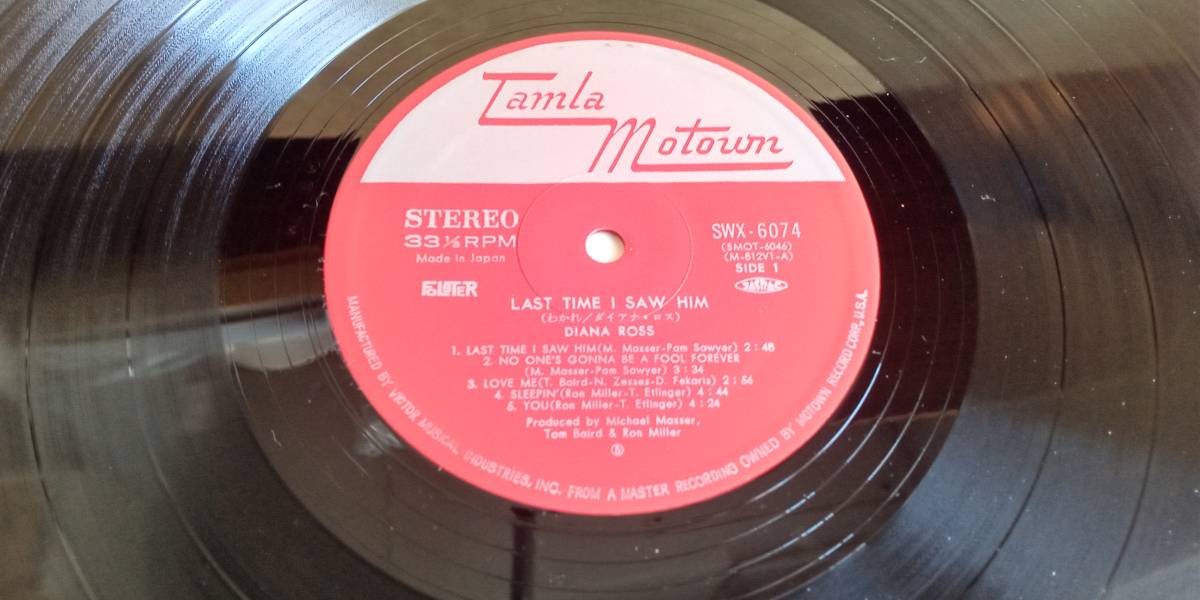 Tamla
Motown
STEREO
33⅓RPM
Made in Japan
SWX-6074
(SMOT-6046)
(M-812V1-A)
SIDE 1
LAST TIME I SAW HIM
(わかれ/ダイアナ・ロス)
DIANA ROSS
1. LAST TIME I SAW HIM(M. Masser-Pam Sawyer) 2:48
2. NO ONE'S GONNA BE A FOOL FOREVER
(M. Masser-Pam Sawyer) 3:34
3. LOVE ME(T. Baird-N. Zesses-D. Fekaris) 2:56
4. SLEEPIN'(Ron Miller-T. Etlinger) 4:44
5. YOU(Ron Miller-T. Etlinger) 4:24
Produced by Michael Masser,
Tom Baird & Ron Miller
MANUFACTURED BY VICTOR MUSICAL INDUSTRIES, INC. FROM A MASTER RECORDING OWNED BY MOTOWN RECORD CORP., U.S.A.